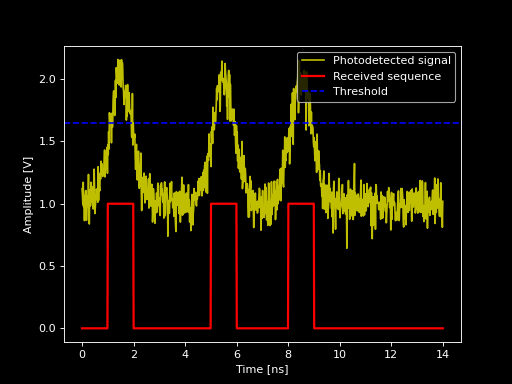 Photodetected signal
Received sequence
Threshold
Amplitude [V]
2.0
1.5
1.0
0.5
0.0
0 2 4 6 8 10 12 14
Time [ns]